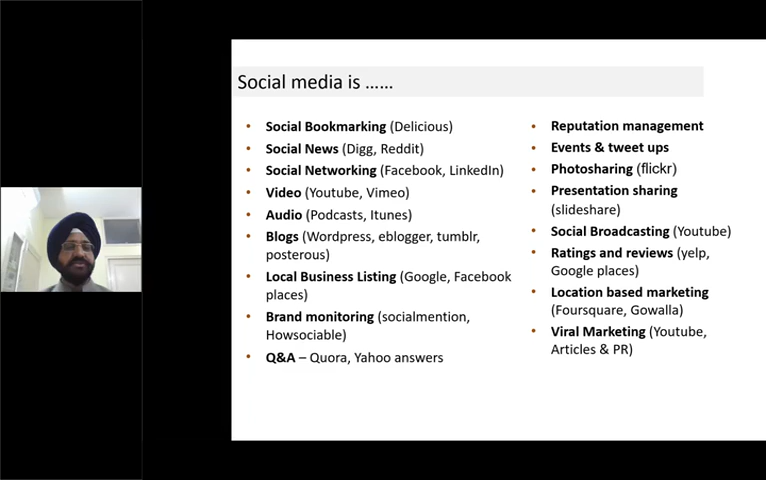 Social media is ......
Social Bookmarking (Delicious)
Social News (Digg, Reddit)
Social Networking (Facebook, LinkedIn)
Video (Youtube, Vimeo)
Audio (Podcasts, Itunes)
Blogs (Wordpress, eblogger, tumblr,
posterous)
Local Business Listing (Google, Facebook
places)
Brand monitoring (socialmention,
Howsociable)
Q&A – Quora, Yahoo answers
Reputation management
Events & tweet ups
Photosharing (flickr)
Presentation sharing
(slideshare)
Social Broadcasting (Youtube)
Ratings and reviews (yelp,
Google places)
Location based marketing
(Foursquare, Gowalla)
Viral Marketing (Youtube,
Articles & PR)